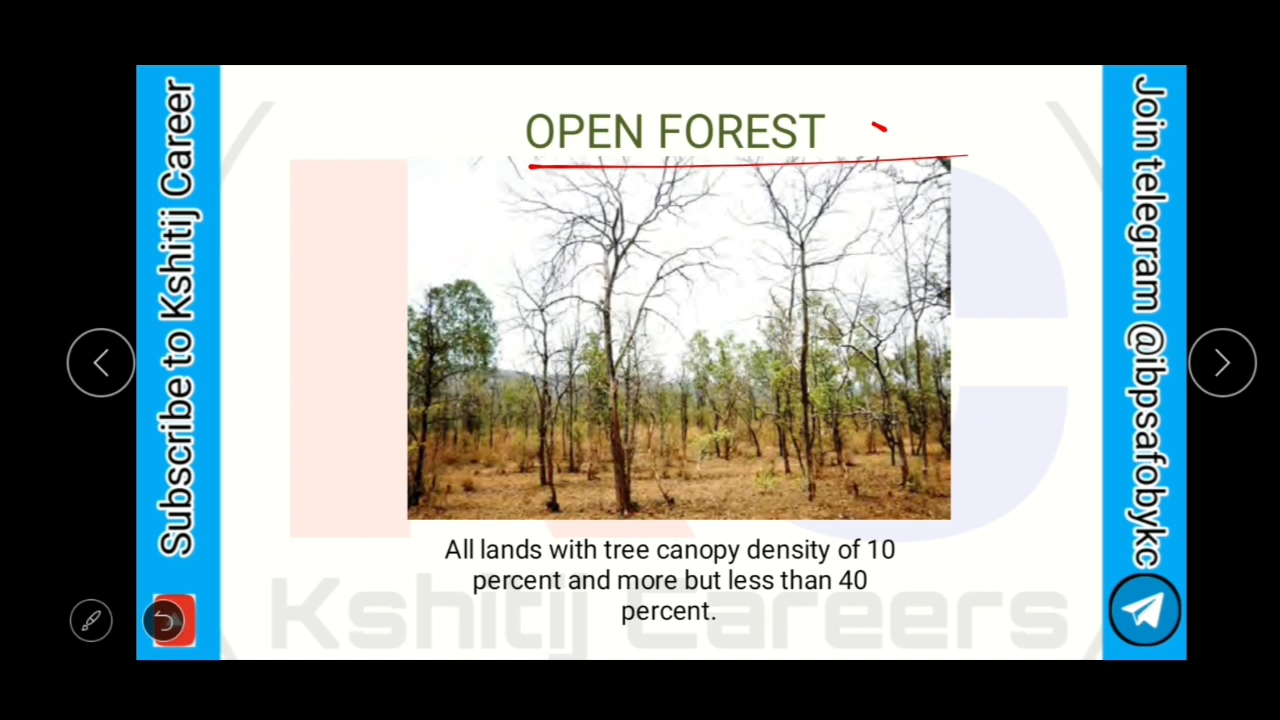 Subscribe to Kshitij Career
OPEN FOREST
All lands with tree canopy density of 10
percent and more but less than 40
percent.
Kshitij Careers
Join telegram @ibpsafobykc